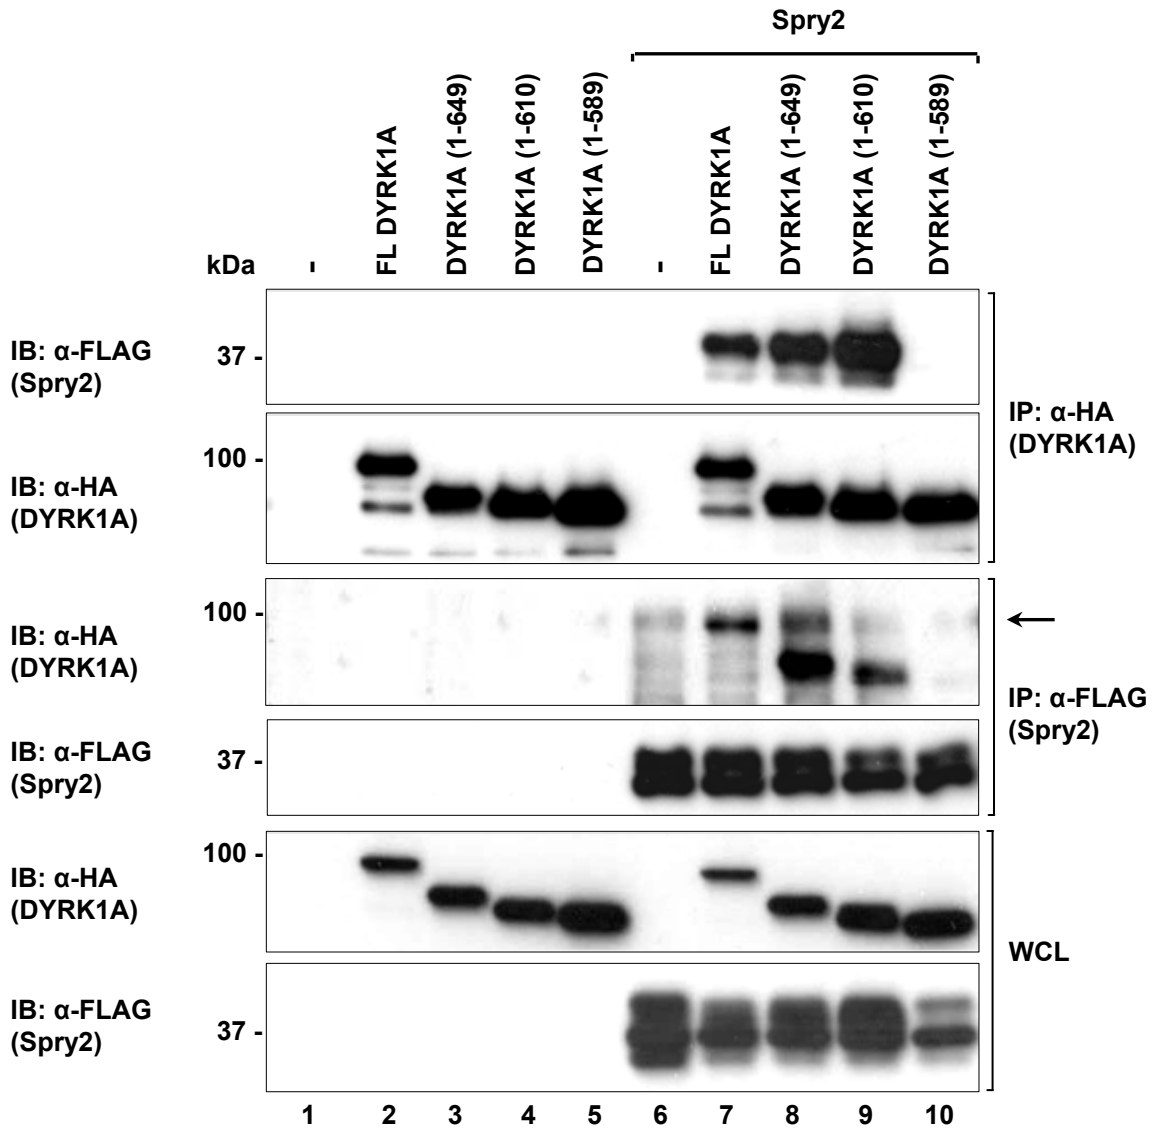 Spry2
kDa
-
FL DYRK1A
DYRK1A (1-649)
DYRK1A (1-610)
DYRK1A (1-589)
-
FL DYRK1A
DYRK1A (1-649)
DYRK1A (1-610)
DYRK1A (1-589)
IB: α-FLAG
(Spry2)
37 -
IP: α-HA
(DYRK1A)
100 -
IB: α-HA
(DYRK1A)
100 -
IB: α-HA
(DYRK1A)
IP: α-FLAG
(Spry2)
IB: α-FLAG
(Spry2)
37 -
100 -
IB: α-HA
(DYRK1A)
WCL
IB: α-FLAG
(Spry2)
37 -
1 2 3 4 5 6 7 8 9 10